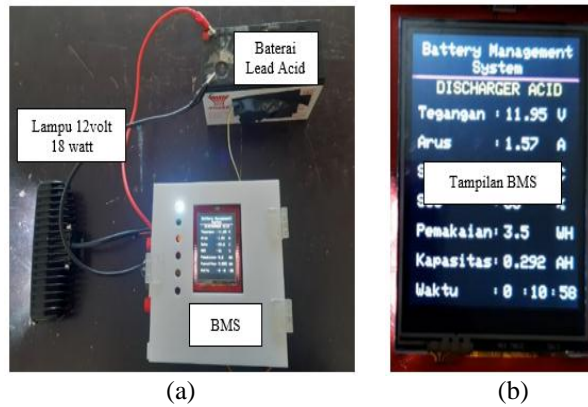 Baterai
Lead Acid
Lampu 12volt
18 watt
BMS
(a)
Battery Management
System
DISCHARGER ACID
Tegangan : 11.95 V
Arus : 1.57 A
Tampilan BMS
Pemakaian: 3.5 WH
Kapasitas: 0.292 AH
Waktu : 0 :10:58
(b)